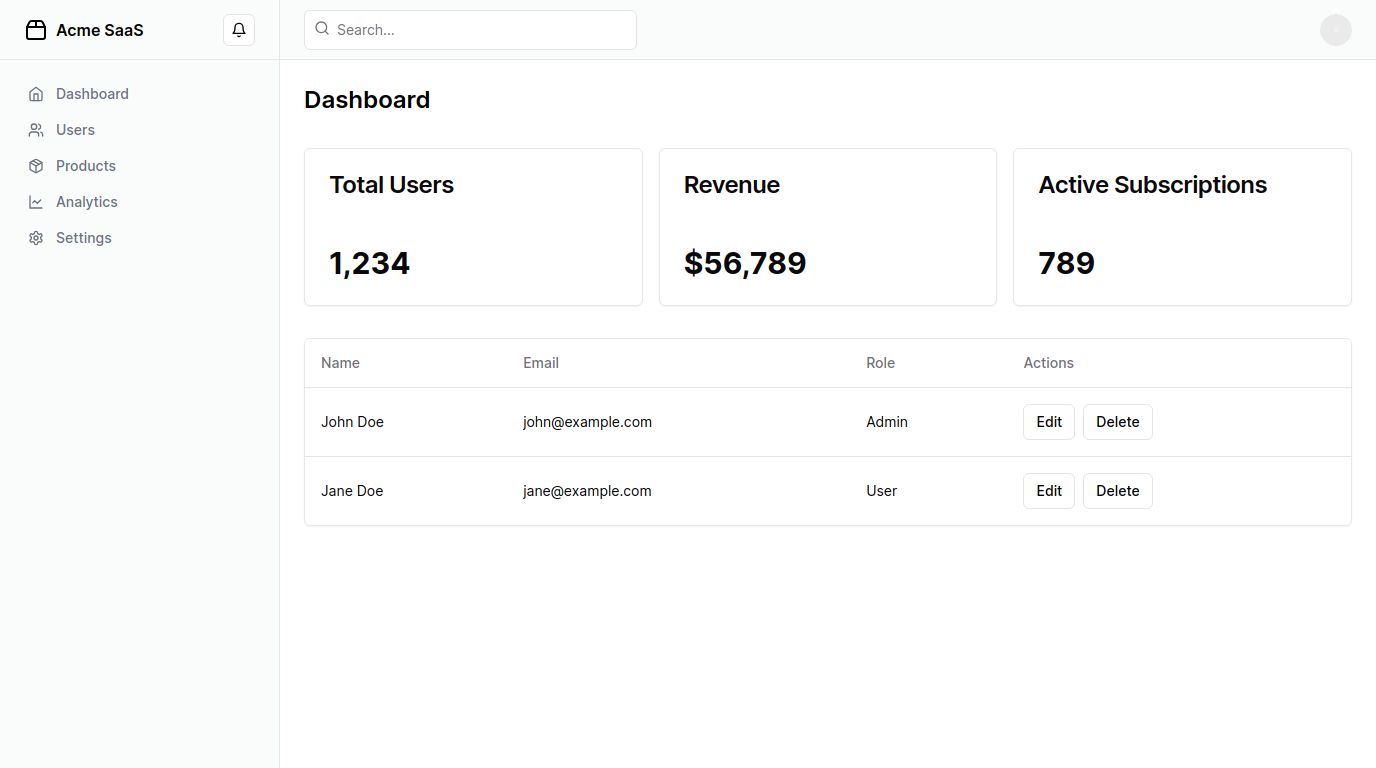 Acme SaaS
Search...
Dashboard
Users
Products
Analytics
Settings
Dashboard
Total Users
1,234
Revenue
$56,789
Active Subscriptions
789
Name Email Role Actions
John Doe john@example.com Admin Edit Delete
Jane Doe jane@example.com User Edit Delete